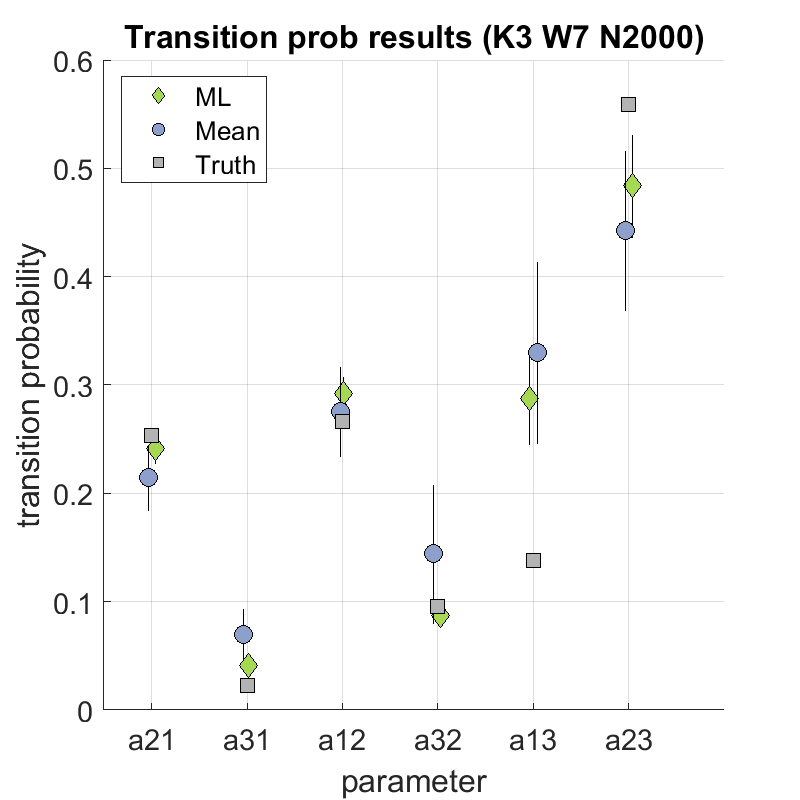 Transition prob results (K3 W7 N2000)
ML
Mean
Truth
0.6
0.5
0.4
0.3
0.2
0.1
0
transition probability
a21 a31 a12 a32 a13 a23
parameter